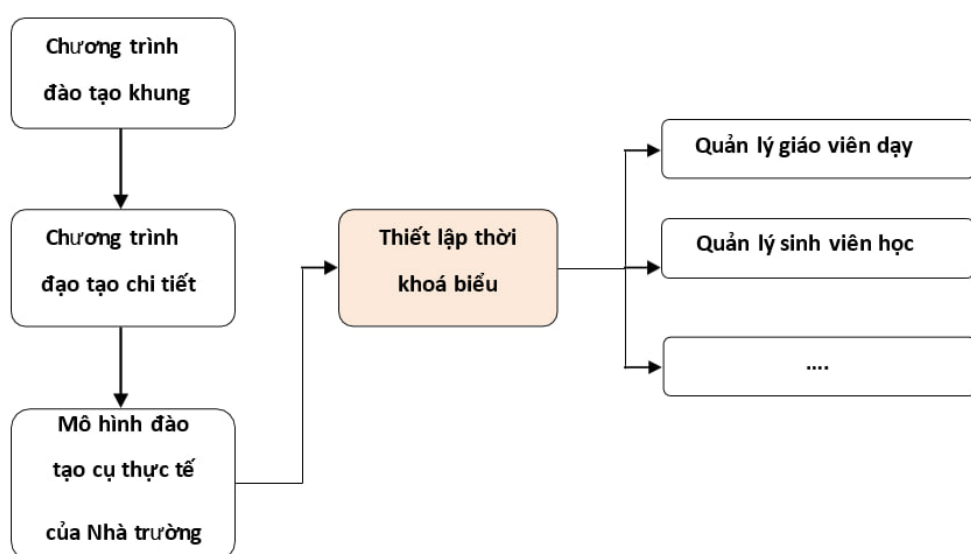 Chương trình
đào tạo khung
Chương trình
đạo tạo chi tiết
Mô hình đào
tạo cụ thực tế
của Nhà trường
Thiết lập thời
khoá biểu
Quản lý giáo viên dạy
Quản lý sinh viên học
....